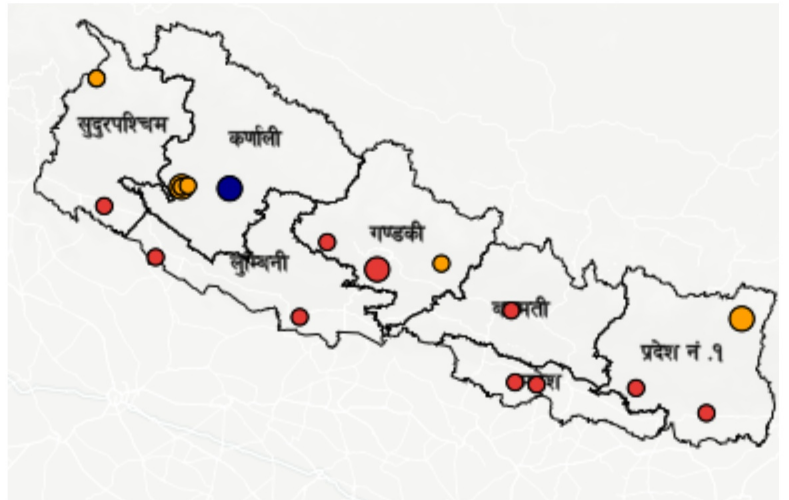 सुदुरपश्चिम
कर्णाली
गण्डकी
लुम्बिनी
प्रदेश नं .१